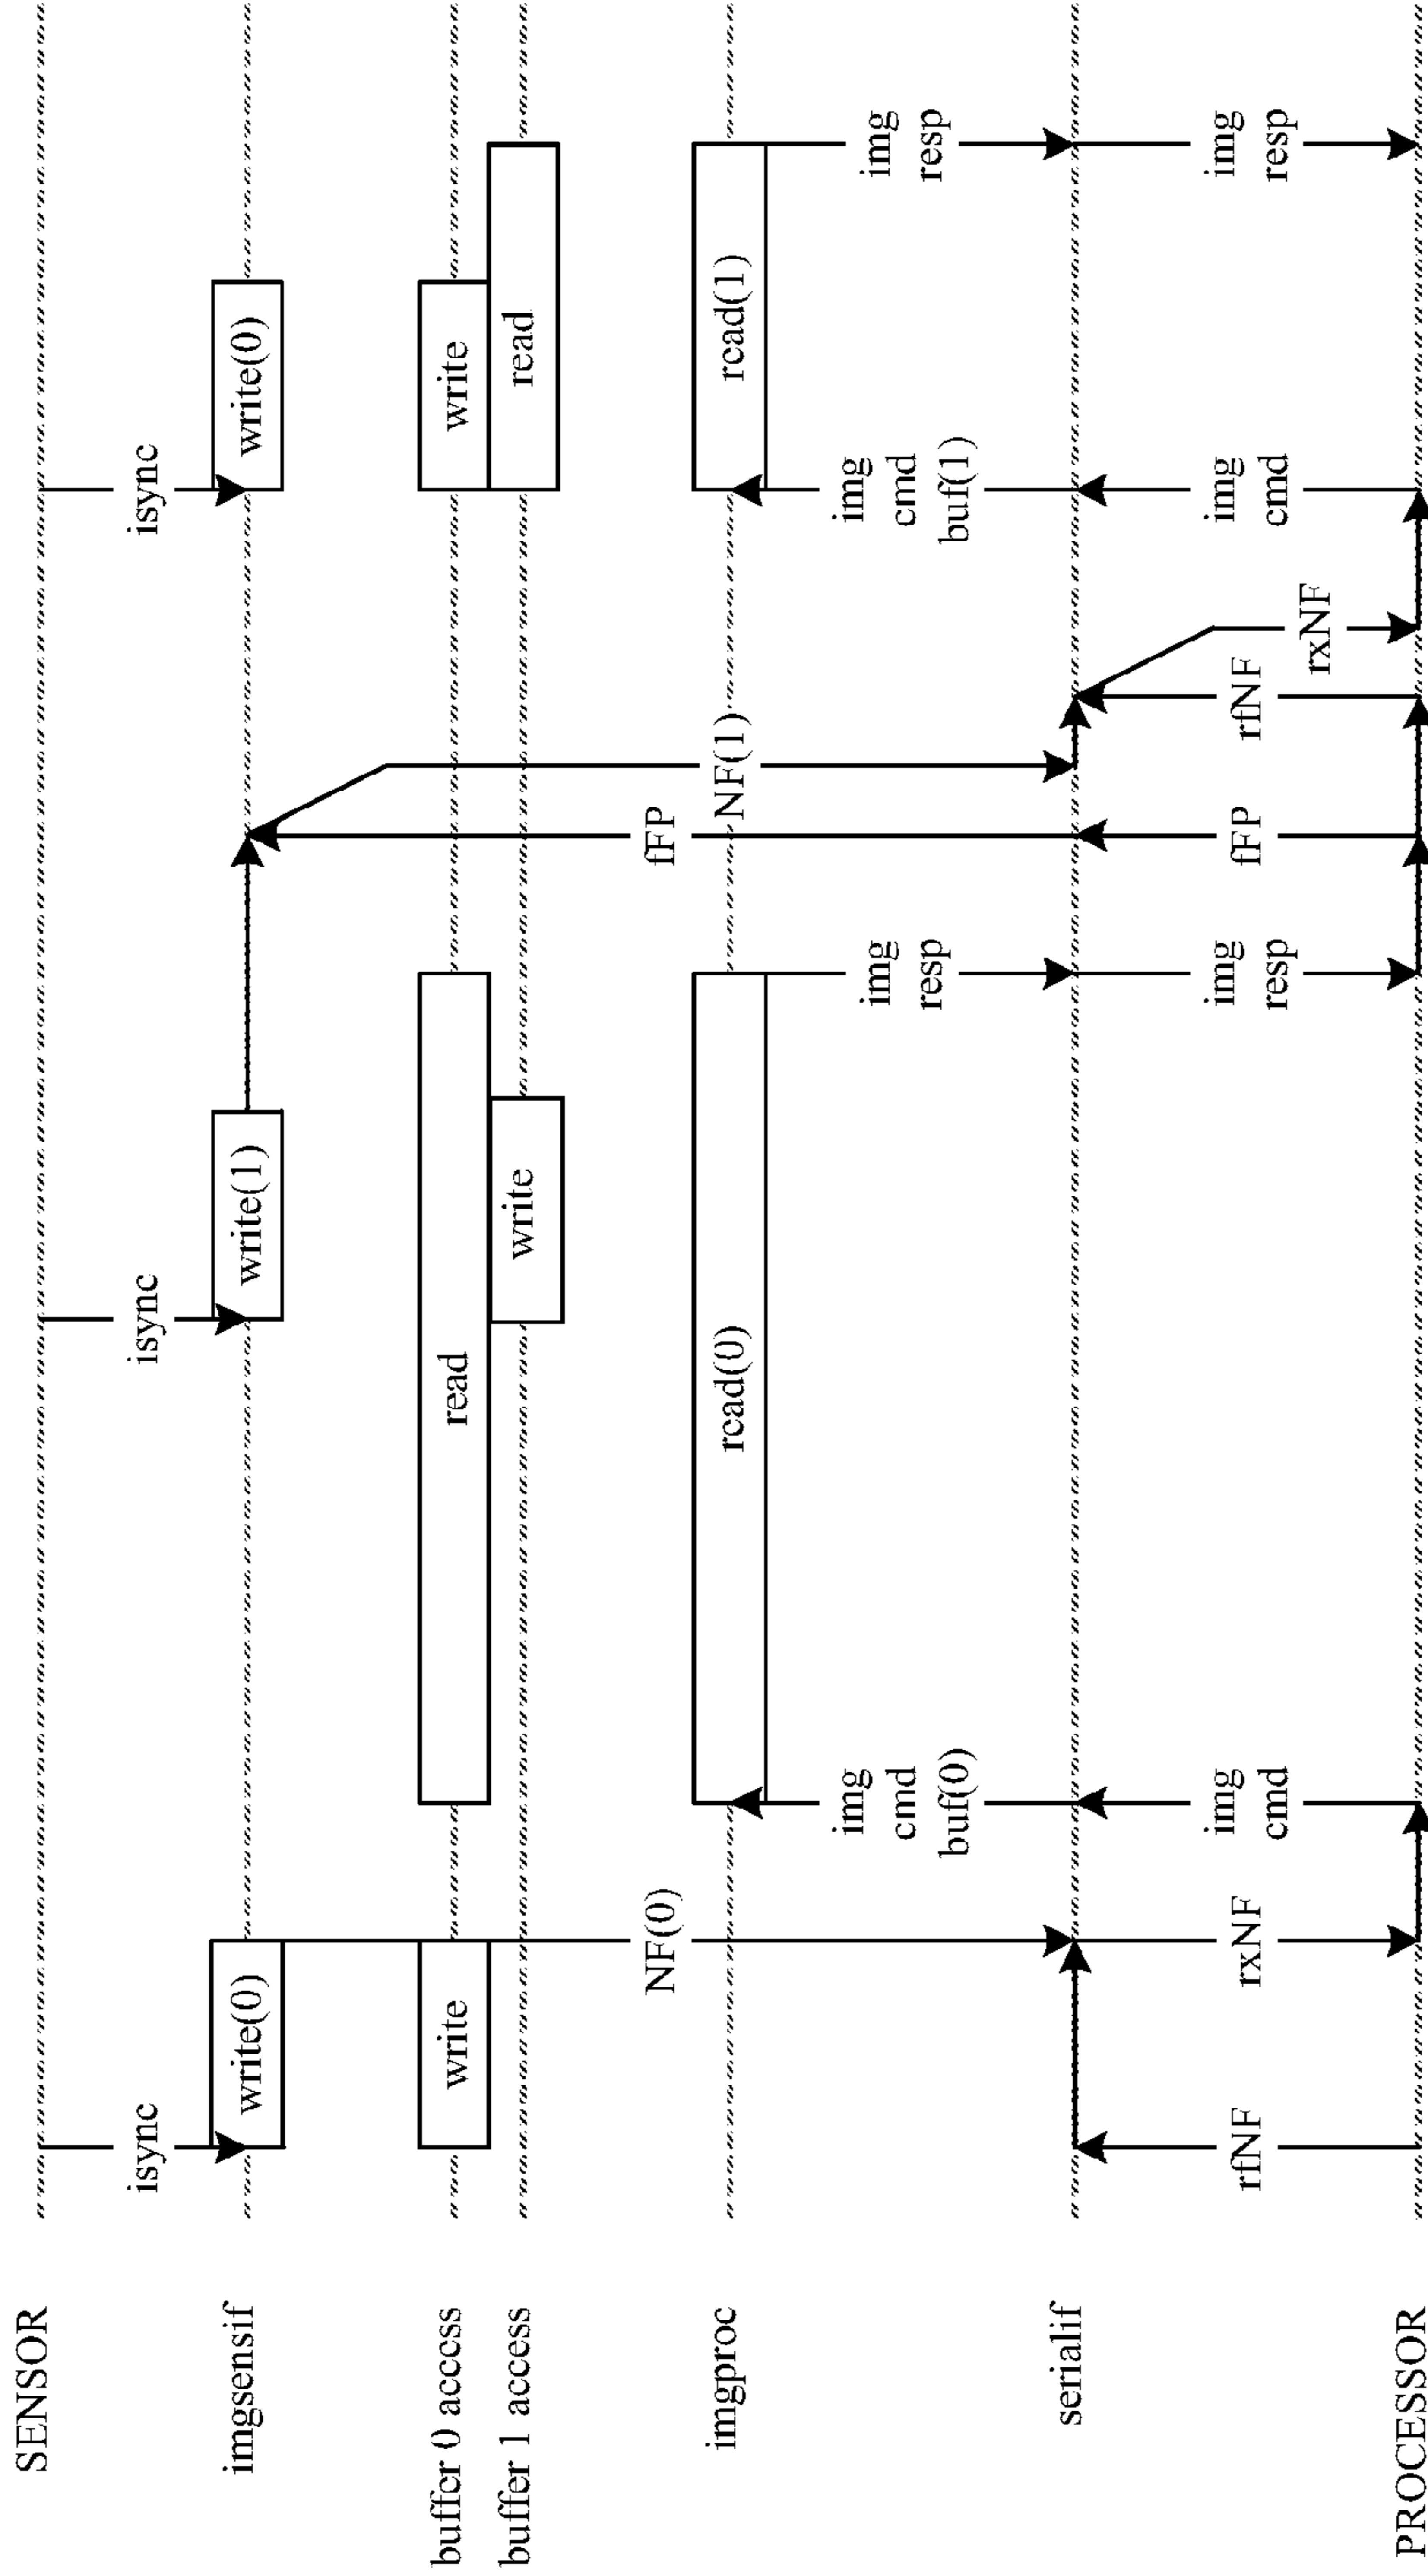 SENSOR
isync
isync
isync
imgsensif
write(0)
write(1)
write(0)
buffer 0 access
write
read
write
buffer 1 access
write
read
NF(0)
fFP
imgproc
read(0)
NF(1)
read(1)
img
cmd
buf(0)
img
resp
img
cmd
buf(1)
img
resp
serialif
rfNF
rxNF
img
cmd
img
resp
fFP
rfNF
rxNF
img
cmd
img
resp
PROCESSOR